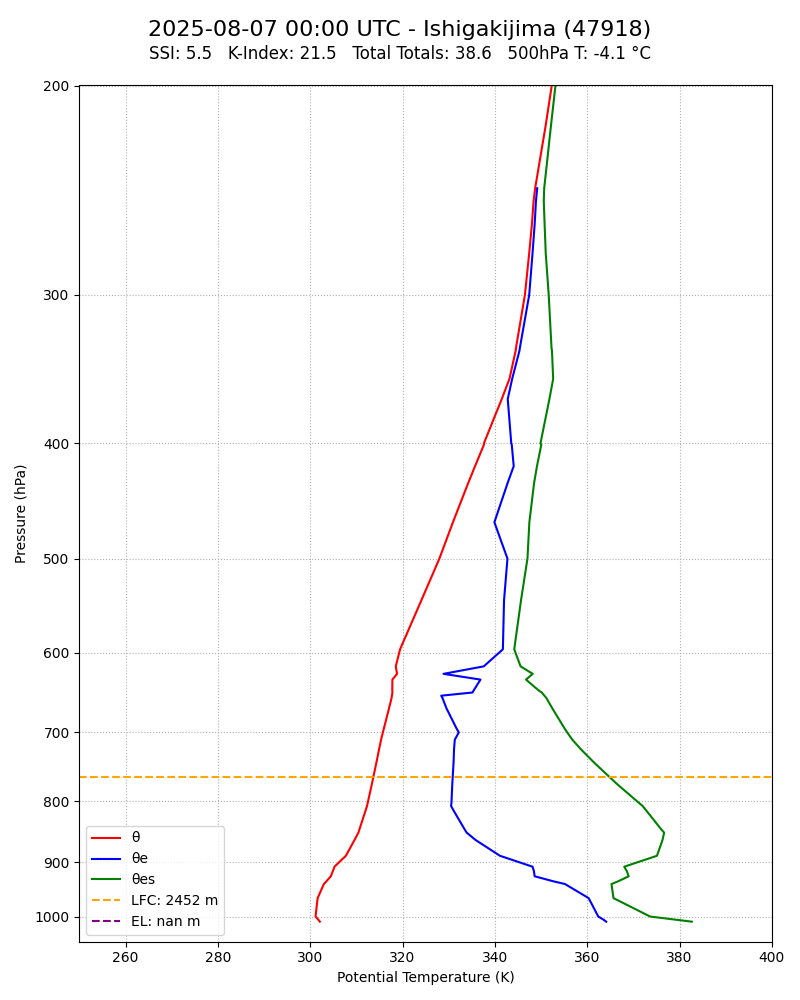 2025-08-07 00:00 UTC - Ishigakijima (47918)
SSI: 5.5   K-Index: 21.5   Total Totals: 38.6   500hPa T: -4.1 °C
Pressure (hPa)
200
300
400
500
600
700
800
900
1000
θ
θe
θes
LFC: 2452 m
EL: nan m
260 280 300 320 340 360 380 400
Potential Temperature (K)